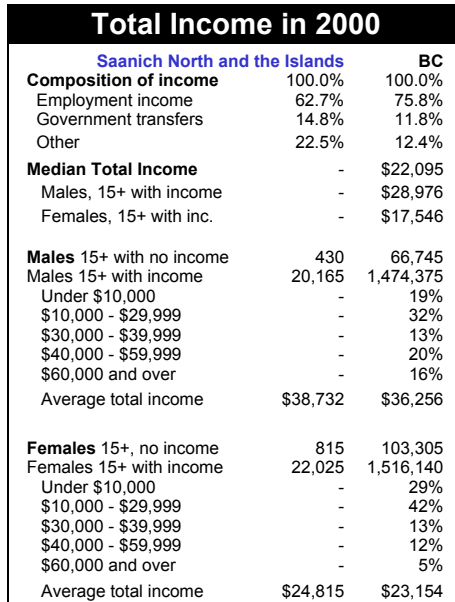 Total Income in 2000
Saanich North and the Islands BC
Composition of income 100.0% 100.0%
Employment income 62.7% 75.8%
Government transfers 14.8% 11.8%
Other 22.5% 12.4%
Median Total Income - $22,095
Males, 15+ with income - $28,976
Females, 15+ with inc. - $17,546
Males 15+ with no income 430 66,745
Males 15+ with income 20,165 1,474,375
Under $10,000 - 19%
$10,000 - $29,999 - 32%
$30,000 - $39,999 - 13%
$40,000 - $59,999 - 20%
$60,000 and over - 16%
Average total income $38,732 $36,256
Females 15+, no income 815 103,305
Females 15+ with income 22,025 1,516,140
Under $10,000 - 29%
$10,000 - $29,999 - 42%
$30,000 - $39,999 - 13%
$40,000 - $59,999 - 12%
$60,000 and over - 5%
Average total income $24,815 $23,154